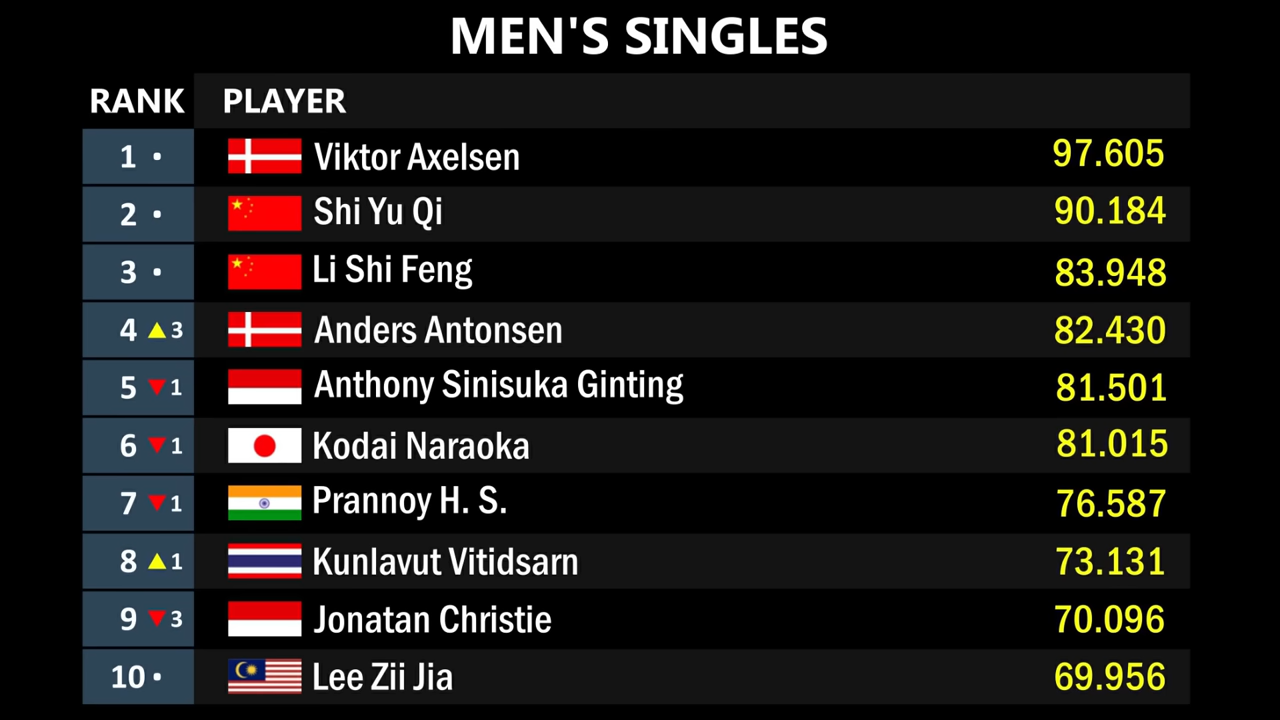 MEN'S SINGLES
RANK PLAYER
1 • Viktor Axelsen 97.605
2 • Shi Yu Qi 90.184
3 • Li Shi Feng 83.948
4 ▲3 Anders Antonsen 82.430
5 ▼1 Anthony Sinisuka Ginting 81.501
6 ▼1 Kodai Naraoka 81.015
7 ▼1 Prannoy H. S. 76.587
8 ▲1 Kunlavut Vitidsarn 73.131
9 ▼3 Jonatan Christie 70.096
10 • Lee Zii Jia 69.956